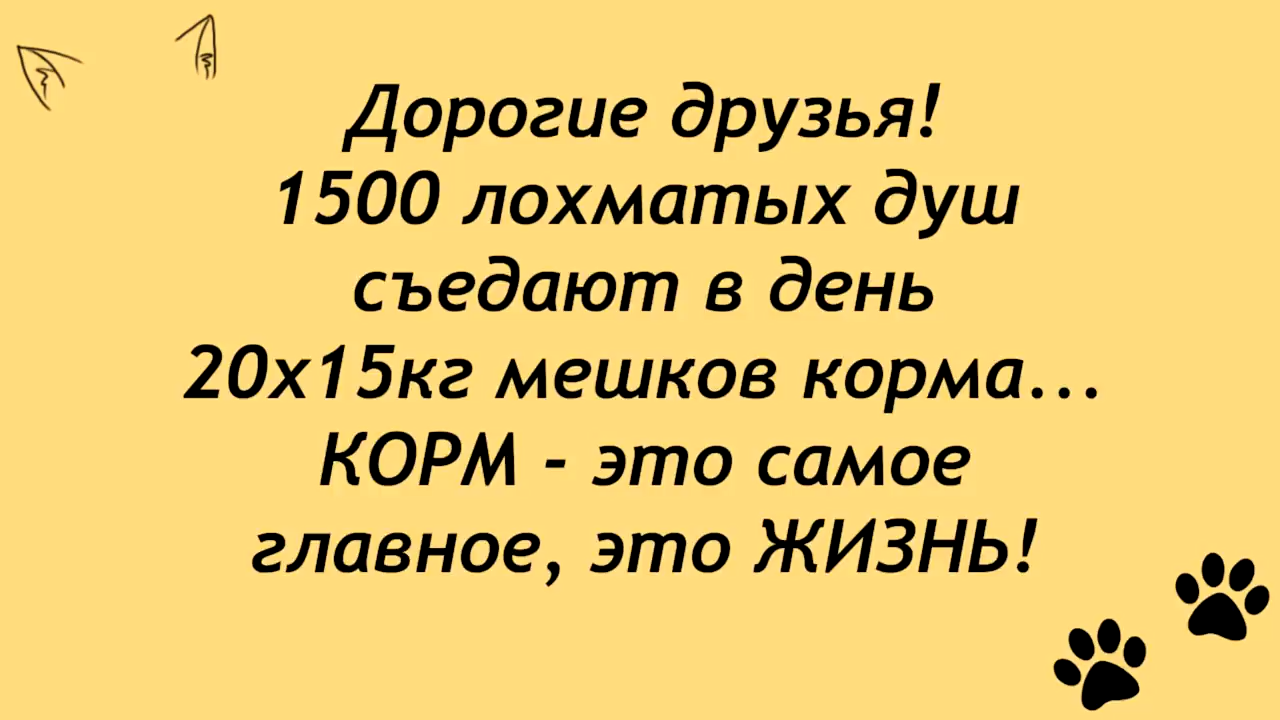 Дорогие друзья!
1500 лохматых душ
съедают в день
20х15кг мешков корма...
КОРМ - это самое
главное, это ЖИЗНЬ!